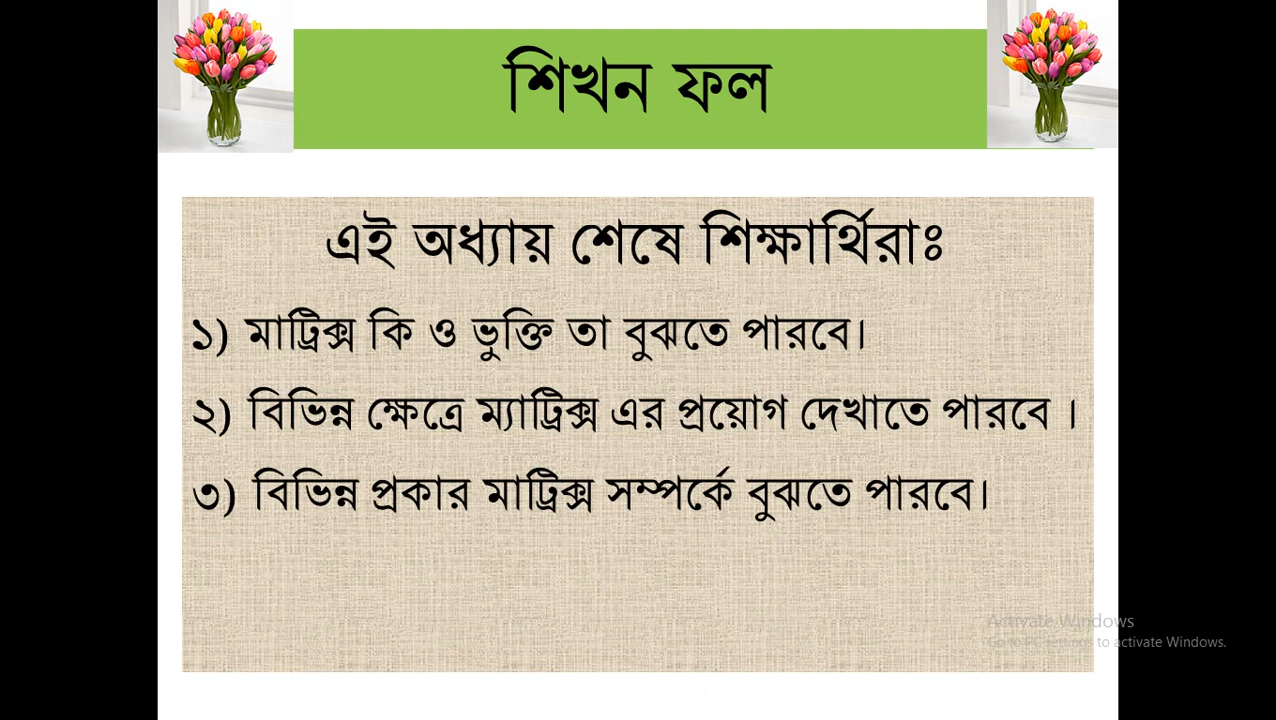 শিখন ফল
এই অধ্যায় শেষে শিক্ষার্থিরাঃ
১) মাট্রিক্স কি ও ভুক্তি তা বুঝতে পারবে।
২) বিভিন্ন ক্ষেত্রে ম্যাট্রিক্স এর প্রয়োগ দেখাতে পারবে ।
৩) বিভিন্ন প্রকার মাট্রিক্স সম্পর্কে বুঝতে পারবে।
Activate Windows
Go to PC settings to activate Windows.